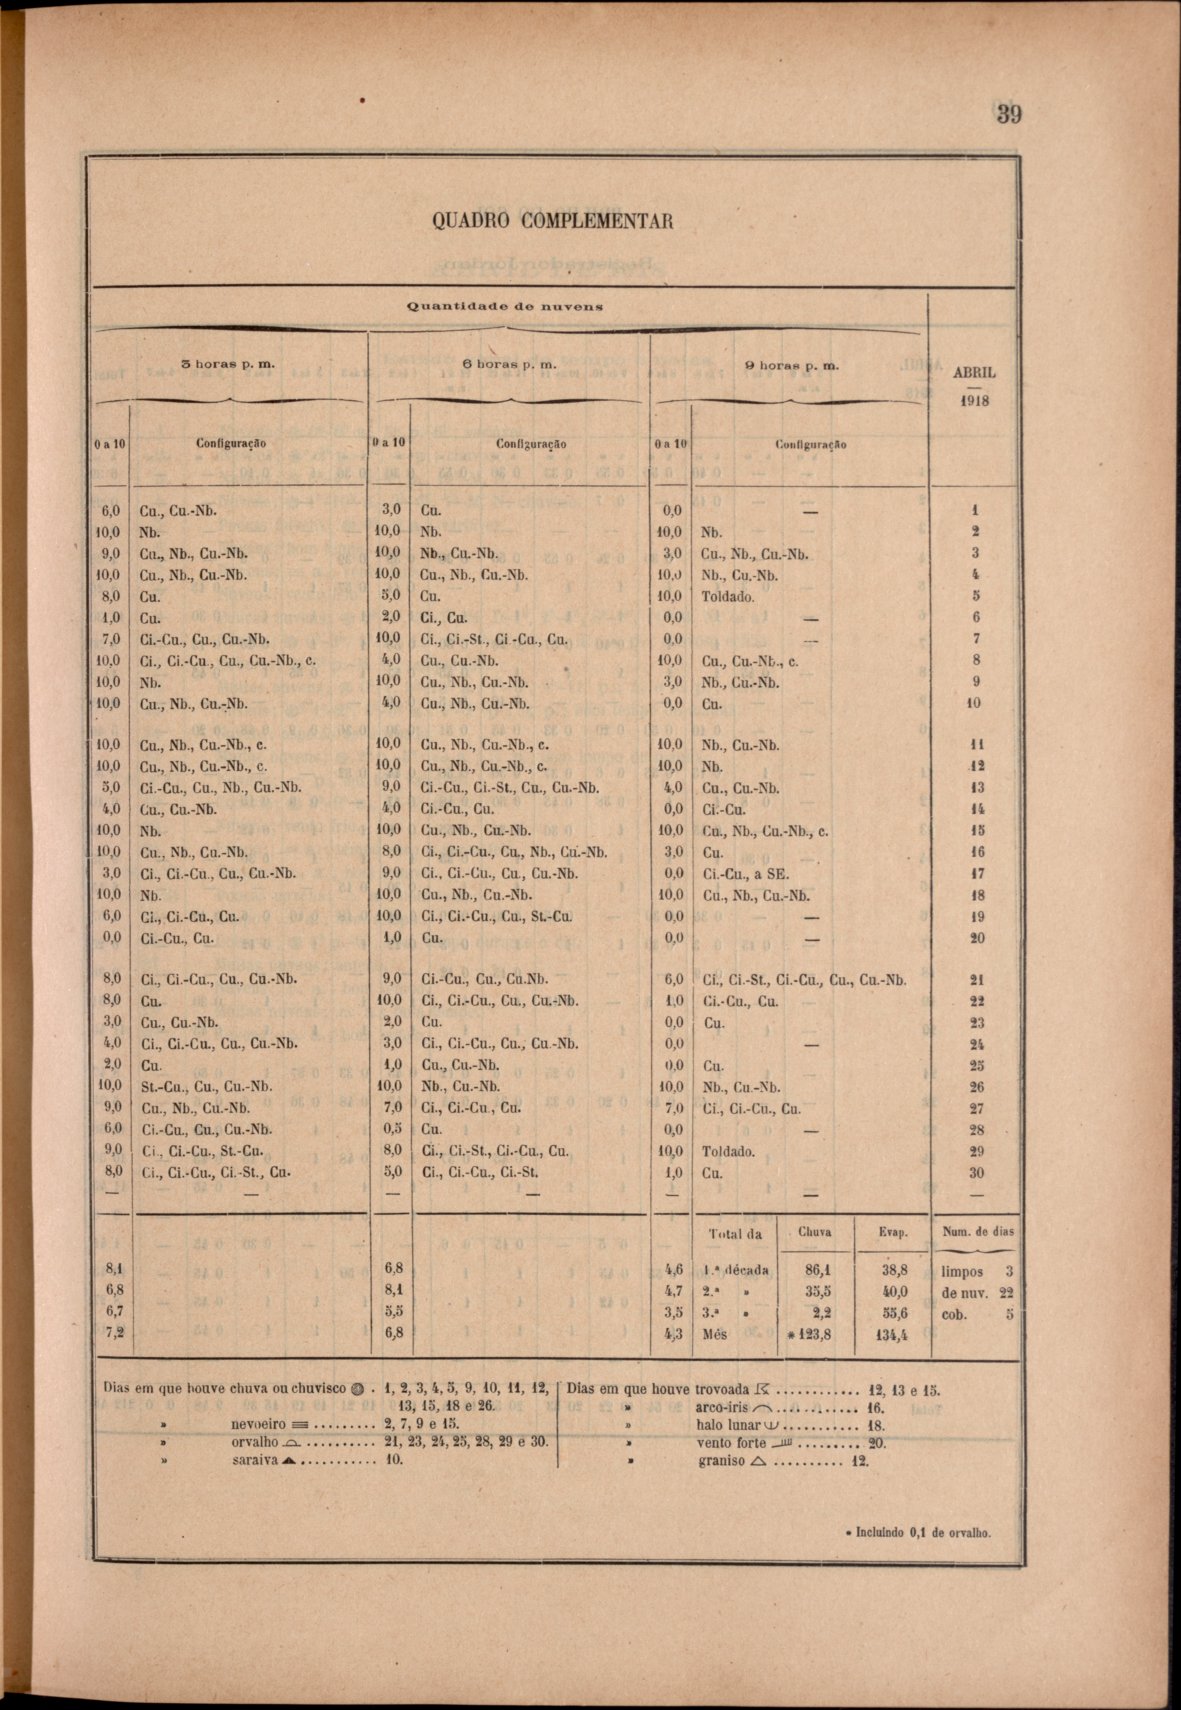 39
QUADRO COMPLEMENTAR
Quantidade de nuvens
3 horas p. m. 6 horas p. m. 9 horas p. m. ABRIL — 1918
0 a 10 Configuração 0 a 10 Configuração 0 a 10 Configuração
6,0 Cu., Cu.-Nb. 3,0 Cu. 0,0 — 1
10,0 Nb. 10,0 Nb. 10,0 Nb. 2
9,0 Cu., Nb., Cu.-Nb. 10,0 Nb., Cu.-Nb. 3,0 Cu., Nb., Cu.-Nb. 3
10,0 Cu., Nb., Cu.-Nb. 10,0 Cu., Nb., Cu.-Nb. 10,0 Nb., Cu.-Nb. 4
8,0 Cu. 5,0 Cu. 10,0 Toldado. 5
1,0 Cu. 2,0 Ci., Cu. 0,0 — 6
7,0 Ci.-Cu., Cu., Cu.-Nb. 10,0 Ci., Ci.-St., Ci -Cu., Cu. 0,0 — 7
10,0 Ci., Ci.-Cu., Cu., Cu.-Nb., c. 4,0 Cu., Cu.-Nb. 10,0 Cu., Cu.-Nb., c. 8
10,0 Nb. 10,0 Cu., Nb., Cu.-Nb. 3,0 Nb., Cu.-Nb. 9
10,0 Cu., Nb., Cu.-Nb. 4,0 Cu., Nb., Cu.-Nb. 0,0 Cu. 10
10,0 Cu., Nb., Cu.-Nb., c. 10,0 Cu., Nb., Cu.-Nb., c. 10,0 Nb., Cu.-Nb. 11
10,0 Cu., Nb., Cu.-Nb., c. 10,0 Cu., Nb., Cu.-Nb., c. 10,0 Nb. 12
5,0 Ci.-Cu., Cu., Nb., Cu.-Nb. 9,0 Ci.-Cu., Ci.-St., Cu., Cu.-Nb. 4,0 Cu., Cu.-Nb. 13
4,0 Cu., Cu.-Nb. 4,0 Ci.-Cu., Cu. 0,0 Ci.-Cu. 14
10,0 Nb. 10,0 Cu., Nb., Cu.-Nb. 10,0 Cu., Nb., Cu.-Nb., c. 15
10,0 Cu., Nb., Cu.-Nb. 8,0 Ci., Ci.-Cu., Cu., Nb., Cu.-Nb. 3,0 Cu. 16
3,0 Ci., Ci.-Cu., Cu., Cu.-Nb. 9,0 Ci., Ci.-Cu., Cu., Cu.-Nb. 0,0 Ci.-Cu., a SE. 17
10,0 Nb. 10,0 Cu., Nb., Cu.-Nb. 10,0 Cu., Nb., Cu.-Nb. 18
6,0 Ci., Ci.-Cu., Cu. 10,0 Ci., Ci.-Cu., Cu., St.-Cu. 0,0 — 19
0,0 Ci.-Cu., Cu. 1,0 Cu. 0,0 — 20
8,0 Ci., Ci.-Cu., Cu., Cu.-Nb. 9,0 Ci.-Cu., Cu., Cu.Nb. 6,0 Ci., Ci.-St., Ci.-Cu., Cu., Cu.-Nb. 21
8,0 Cu. 10,0 Ci., Ci.-Cu., Cu., Cu.-Nb. 1,0 Ci.-Cu., Cu. 22
3,0 Cu., Cu.-Nb. 2,0 Cu. 0,0 Cu. 23
4,0 Ci., Ci.-Cu., Cu., Cu.-Nb. 3,0 Ci., Ci.-Cu., Cu., Cu.-Nb. 0,0 — 24
2,0 Cu. 1,0 Cu., Cu.-Nb. 0,0 Cu. 25
10,0 St.-Cu., Cu., Cu.-Nb. 10,0 Nb., Cu.-Nb. 10,0 Nb., Cu.-Nb. 26
9,0 Cu., Nb., Cu.-Nb. 7,0 Ci., Ci.-Cu., Cu. 7,0 Ci., Ci.-Cu., Cu. 27
6,0 Ci.-Cu., Cu., Cu.-Nb. 0,5 Cu. 0,0 — 28
9,0 Ci., Ci.-Cu., St.-Cu. 8,0 Ci., Ci.-St., Ci.-Cu., Cu. 10,0 Toldado. 29
8,0 Ci., Ci.-Cu., Ci.-St., Cu. 5,0 Ci., Ci.-Cu., Ci.-St. 1,0 Cu. 30
— — — — — — —
Total da Chuva Evap. Num. de dias
8,1 6,8 4,6 1.ª década 86,1 38,8 limpos 3
6,8 8,1 4,7 2.ª » 35,5 40,0 de nuv. 22
6,7 5,5 3,5 3.ª » 2,2 55,6 cob. 5
7,2 6,8 4,3 Mês * 123,8 134,4
Dias em que houve chuva ou chuvisco . 1, 2, 3, 4, 5, 9, 10, 11, 12, Dias em que houve trovoada ............ 12, 13 e 15.
13, 15, 18 e 26. » arco-íris ............ 16.
» nevoeiro ......... 2, 7, 9 e 15. » halo lunar ........... 18.
» orvalho .......... 21, 23, 24, 25, 28, 29 e 30. » vento forte ......... 20.
» saraiva ........... 10. » graniso .......... 12.
* Incluindo 0,1 de orvalho.